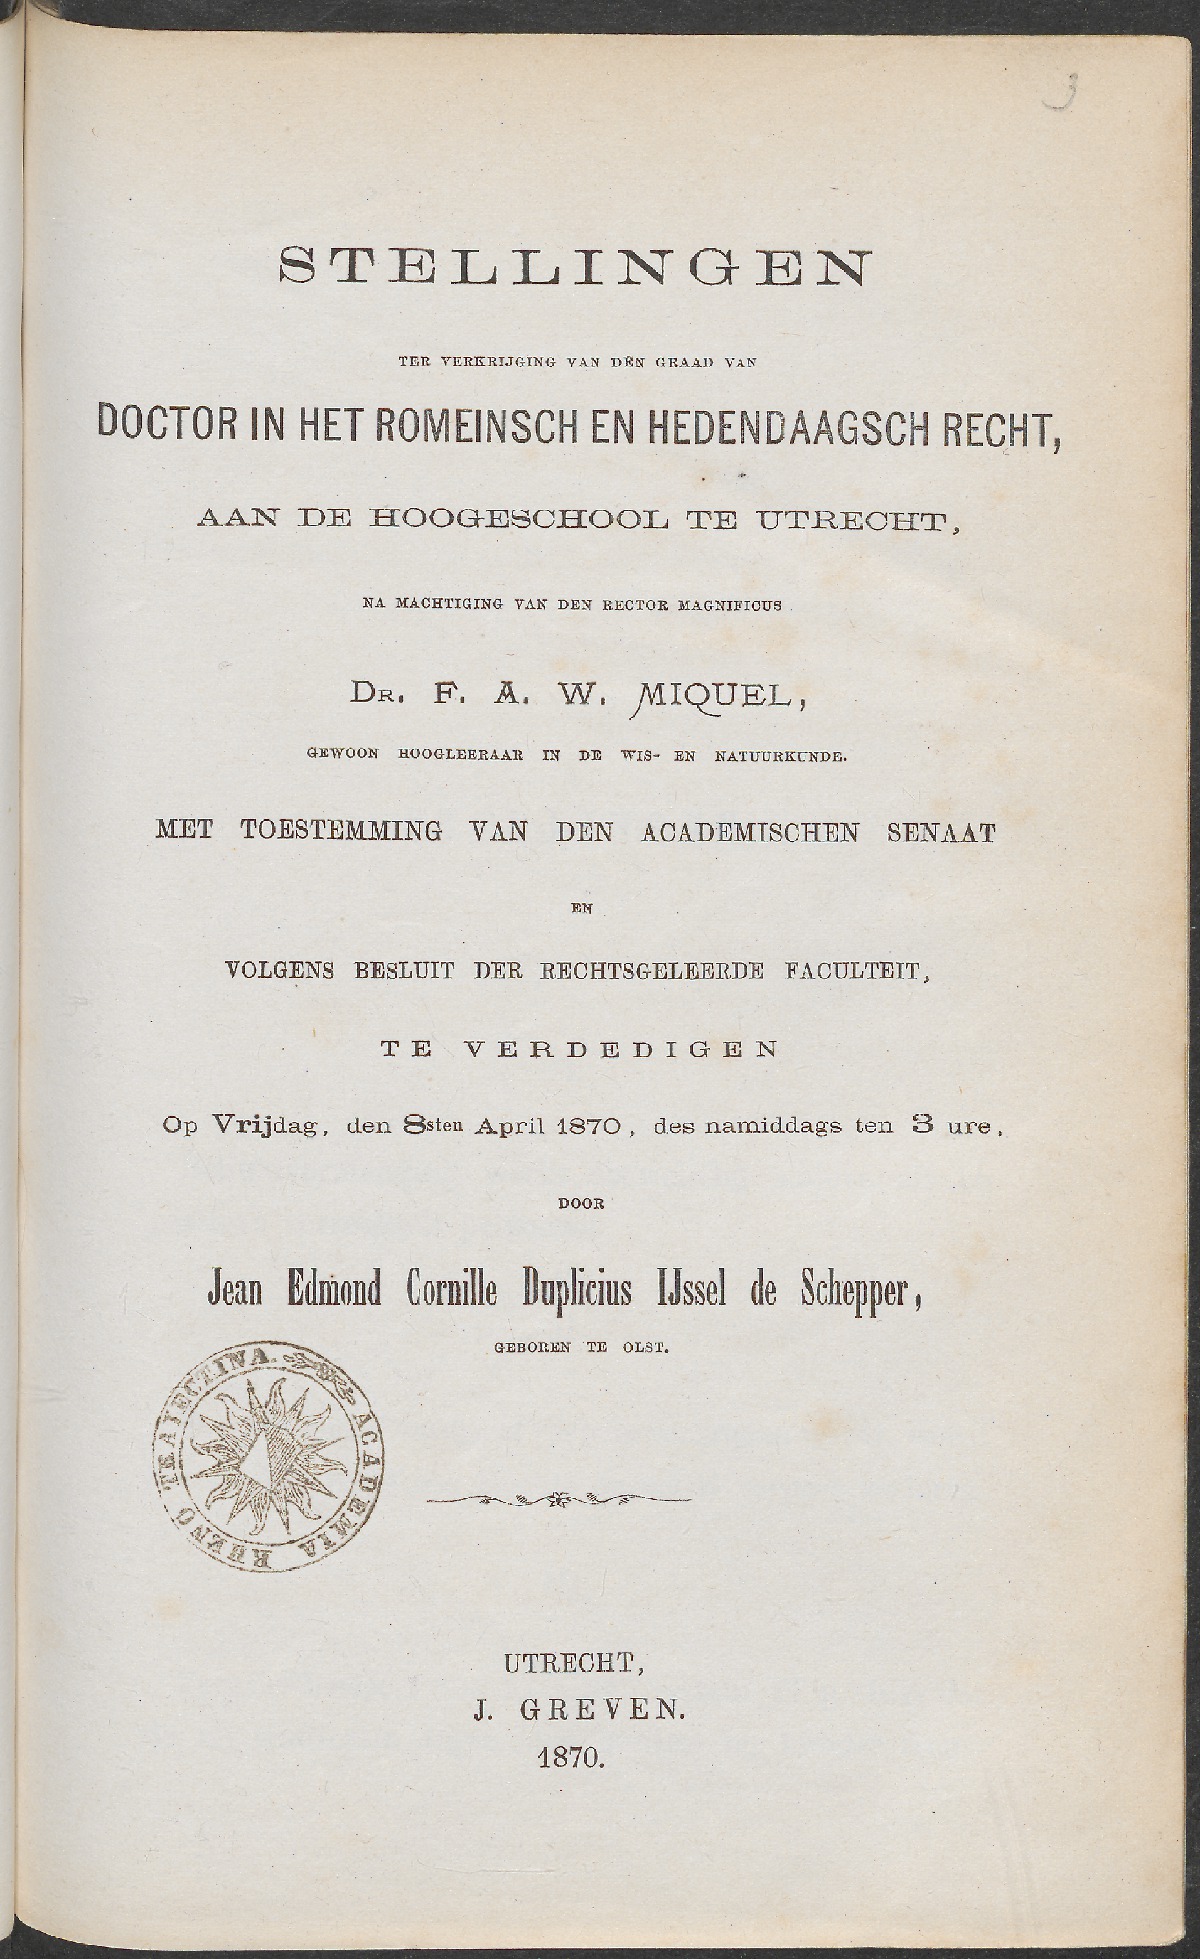 3
STELLINGEN
TER VERKRIJGING VAN DEN GRAAD VAN
DOCTOR IN HET ROMEINSCH EN HEDENDAAGSCH RECHT,
AAN DE HOOGESCHOOL TE UTRECHT,
NA MACHTIGING VAN DEN RECTOR MAGNIFICUS
DR. F. A. W. MIQUEL,
GEWOON HOOGLEERAAR IN DE WIS- EN NATUURKUNDE.
MET TOESTEMMING VAN DEN ACADEMISCHEN SENAAT
EN
VOLGENS BESLUIT DER RECHTSGELEERDE FACULTEIT,
TE VERDEDIGEN
Op Vrijdag, den 8sten April 1870, des namiddags ten 3 ure,
DOOR
Jean Edmond Cornille Duplicius IJssel de Schepper,
GEBOREN TE OLST.
ACADEMIA RHENO TRAJECTINA.
UTRECHT,
J. GREVEN.
1870.